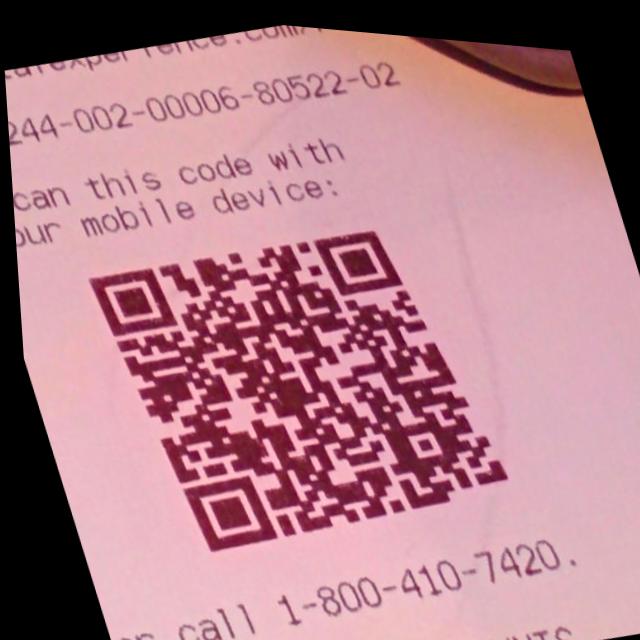 244-002-00006-80522-02
can this code with
our mobile device:
call 1-800-410-7420.